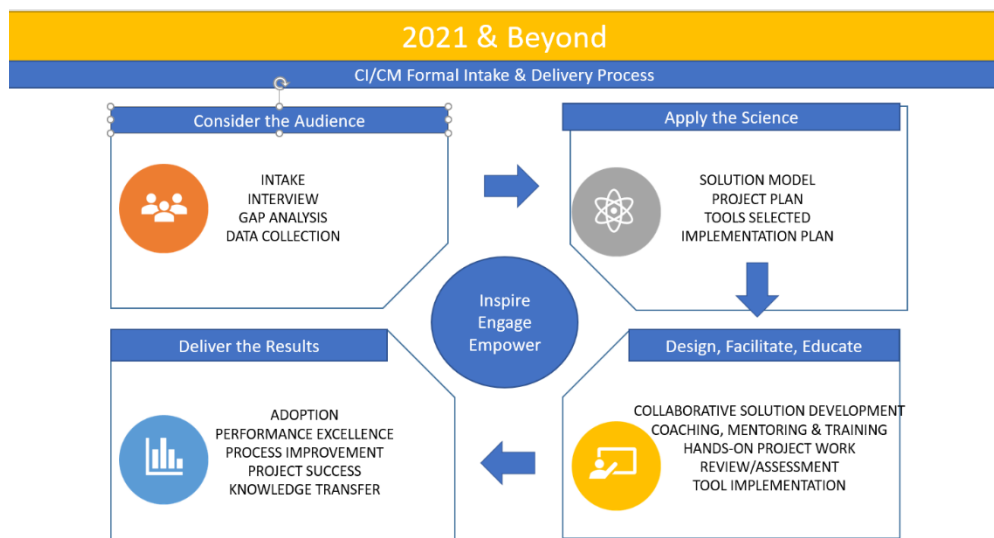 2021 & Beyond
CI/CM Formal Intake & Delivery Process
Consider the Audience
INTAKE
INTERVIEW
GAP ANALYSIS
DATA COLLECTION
Apply the Science
SOLUTION MODEL
PROJECT PLAN
TOOLS SELECTED
IMPLEMENTATION PLAN
Inspire
Engage
Empower
Deliver the Results
ADOPTION
PERFORMANCE EXCELLENCE
PROCESS IMPROVEMENT
PROJECT SUCCESS
KNOWLEDGE TRANSFER
Design, Facilitate, Educate
COLLABORATIVE SOLUTION DEVELOPMENT
COACHING, MENTORING & TRAINING
HANDS-ON PROJECT WORK
REVIEW/ASSESSMENT
TOOL IMPLEMENTATION